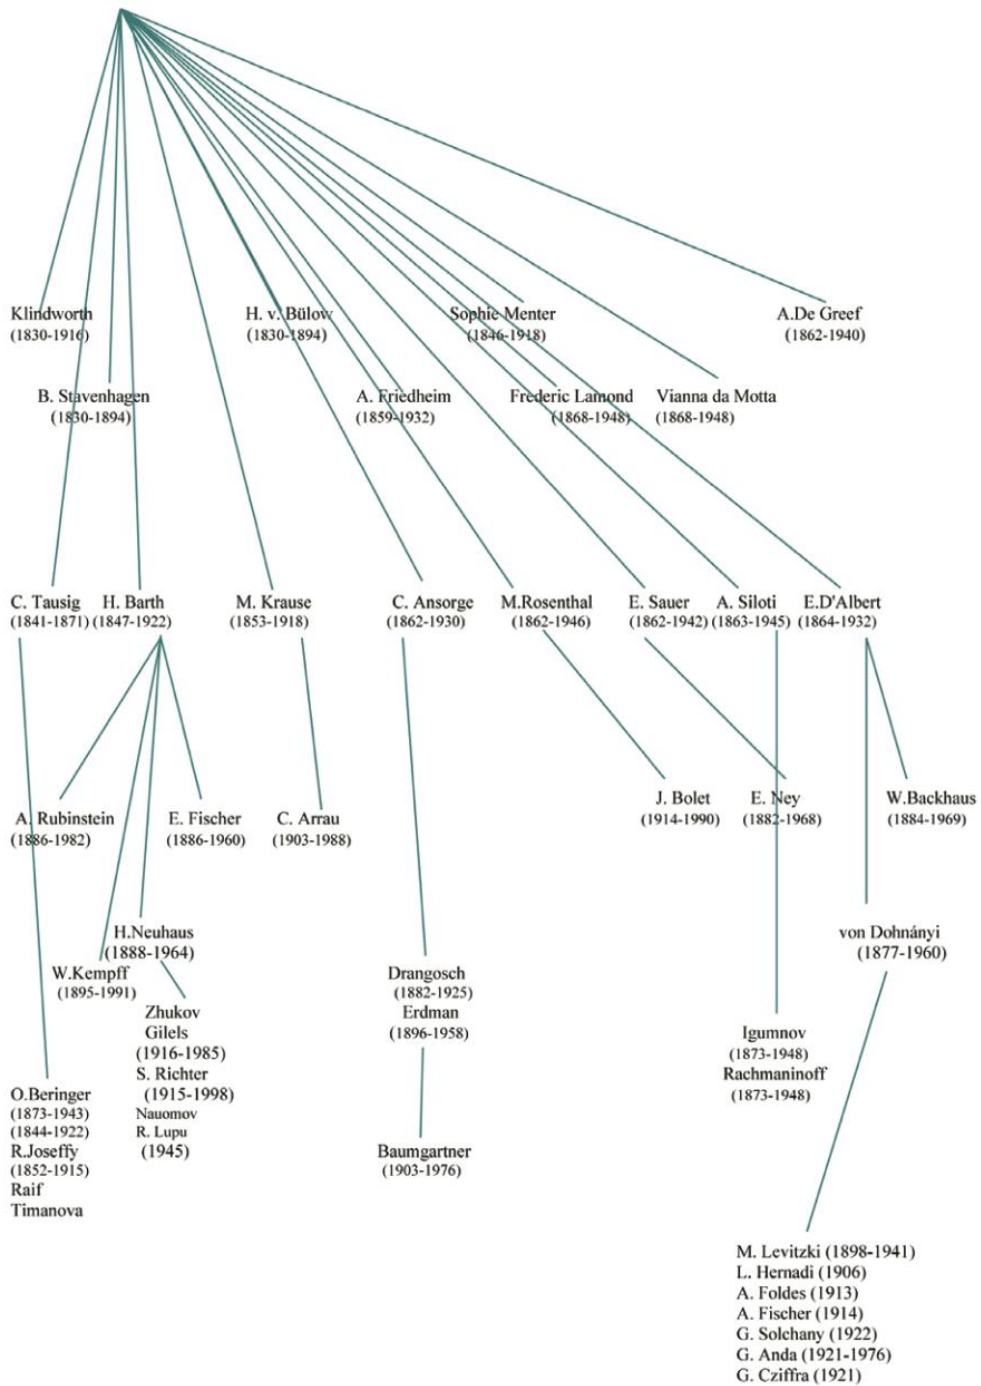 Klindworth
(1830-1916)
H. v. Bülow
(1830-1894)
Sophie Menter
(1846-1918)
A.De Greef
(1862-1940)
B. Stavenhagen
(1830-1894)
A. Friedheim
(1859-1932)
Frederic Lamond
(1868-1948)
Vianna da Motta
(1868-1948)
C. Tausig
(1841-1871)
H. Barth
(1847-1922)
M. Krause
(1853-1918)
C. Ansorge
(1862-1930)
M.Rosenthal
(1862-1946)
E. Sauer
(1862-1942)
A. Siloti
(1863-1945)
E.D'Albert
(1864-1932)
A. Rubinstein
(1886-1982)
E. Fischer
(1886-1960)
C. Arrau
(1903-1988)
J. Bolet
(1914-1990)
E. Ney
(1882-1968)
W.Backhaus
(1884-1969)
H.Neuhaus
(1888-1964)
W.Kempff
(1895-1991)
Zhukov
Gilels
(1916-1985)
S. Richter
(1915-1998)
Nauomov
R. Lupu
(1945)
Drangosch
(1882-1925)
Erdman
(1896-1958)
Baumgartner
(1903-1976)
von Dohnányi
(1877-1960)
Igumnov
(1873-1948)
Rachmaninoff
(1873-1948)
O.Beringer
(1873-1943)
(1844-1922)
R.Joseffy
(1852-1915)
Raif
Timanova
M. Levitzki (1898-1941)
L. Hernadi (1906)
A. Foldes (1913)
A. Fischer (1914)
G. Solchany (1922)
G. Anda (1921-1976)
G. Cziffra (1921)